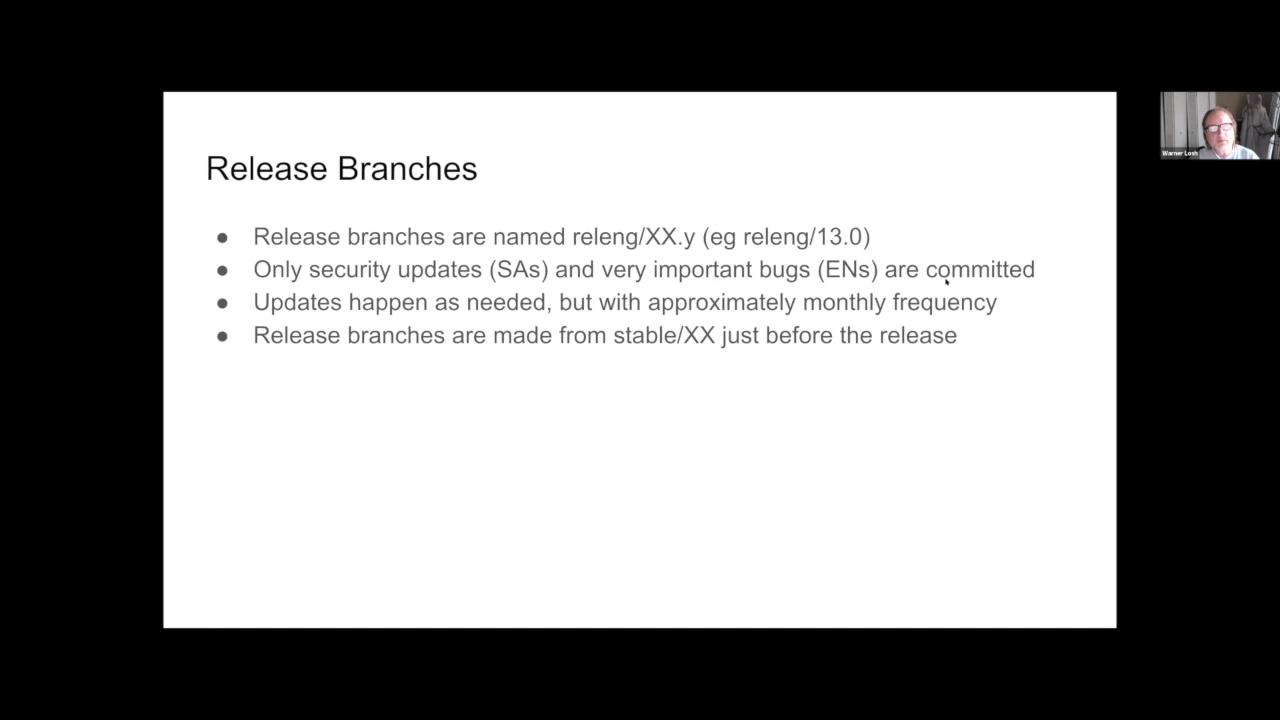 Release Branches
● Release branches are named releng/XX.y (eg releng/13.0)
● Only security updates (SAs) and very important bugs (ENs) are committed
● Updates happen as needed, but with approximately monthly frequency
● Release branches are made from stable/XX just before the release
Warner Losh